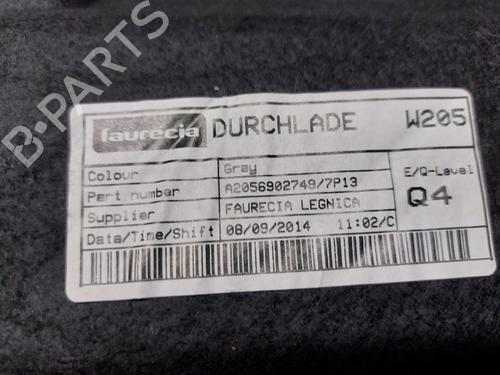 B-PARTS
faurecia DURCHLADE W205
Colour Gray
Part number A2056902749/7P13
Supplier FAURECIA LEGNICA
Data/Time/Shift 08/09/2014 11:02/C
E/Q-Level
Q4